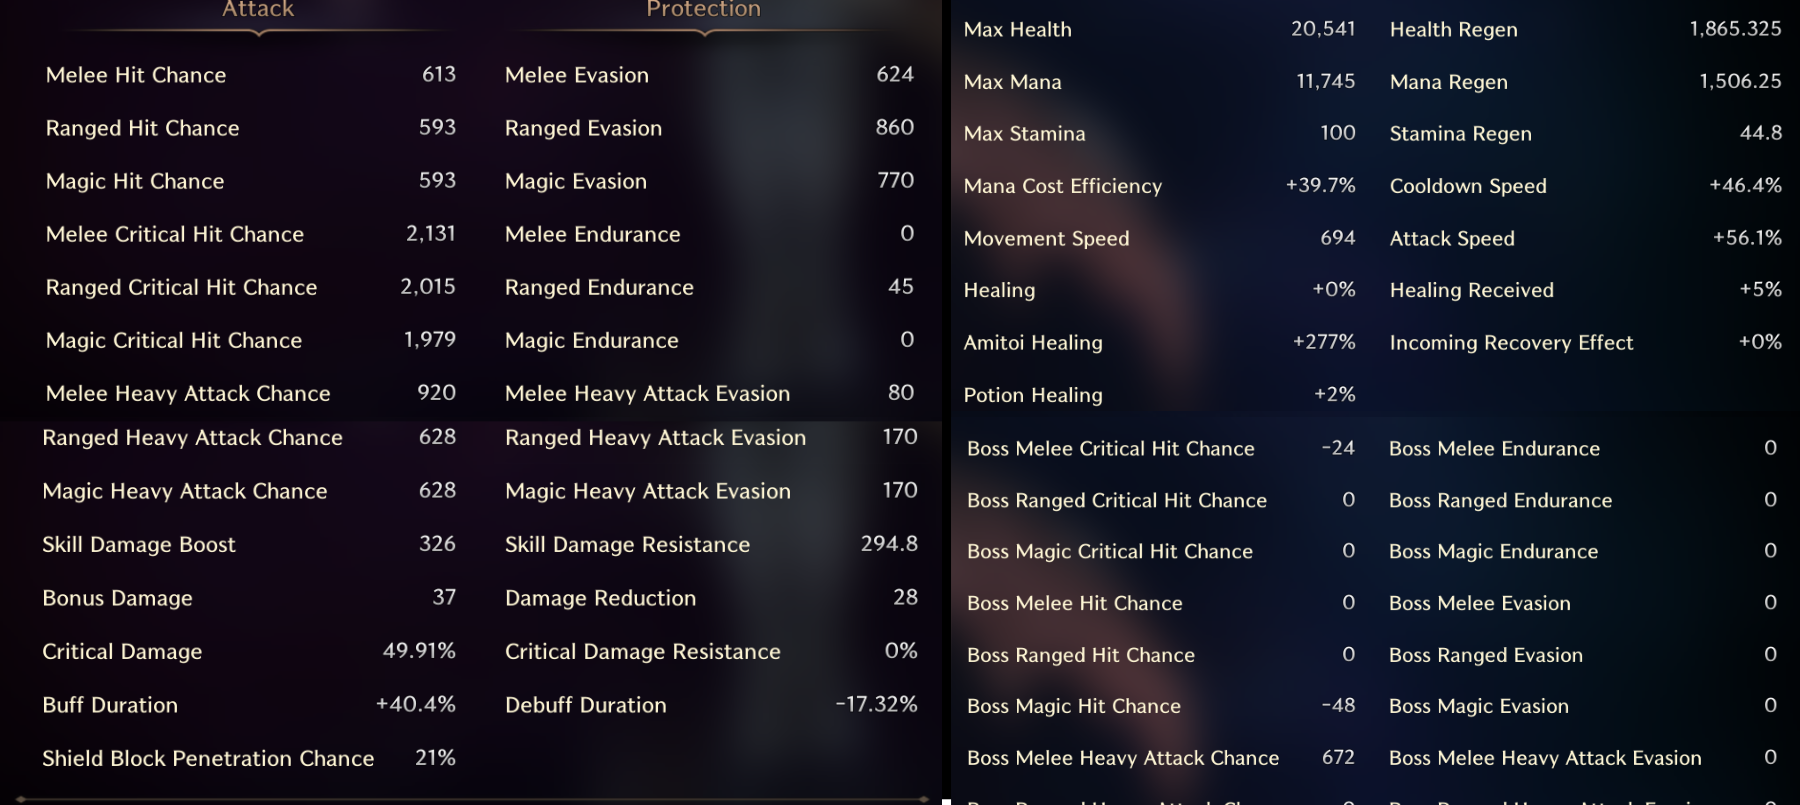 Attack Protection
Melee Hit Chance 613 Melee Evasion 624
Ranged Hit Chance 593 Ranged Evasion 860
Magic Hit Chance 593 Magic Evasion 770
Melee Critical Hit Chance 2,131 Melee Endurance 0
Ranged Critical Hit Chance 2,015 Ranged Endurance 45
Magic Critical Hit Chance 1,979 Magic Endurance 0
Melee Heavy Attack Chance 920 Melee Heavy Attack Evasion 80
Ranged Heavy Attack Chance 628 Ranged Heavy Attack Evasion 170
Magic Heavy Attack Chance 628 Magic Heavy Attack Evasion 170
Skill Damage Boost 326 Skill Damage Resistance 294.8
Bonus Damage 37 Damage Reduction 28
Critical Damage 49.91% Critical Damage Resistance 0%
Buff Duration +40.4% Debuff Duration -17.32%
Shield Block Penetration Chance 21%
Max Health 20,541 Health Regen 1,865.325
Max Mana 11,745 Mana Regen 1,506.25
Max Stamina 100 Stamina Regen 44.8
Mana Cost Efficiency +39.7% Cooldown Speed +46.4%
Movement Speed 694 Attack Speed +56.1%
Healing +0% Healing Received +5%
Amitoi Healing +277% Incoming Recovery Effect +0%
Potion Healing +2%
Boss Melee Critical Hit Chance -24 Boss Melee Endurance 0
Boss Ranged Critical Hit Chance 0 Boss Ranged Endurance 0
Boss Magic Critical Hit Chance 0 Boss Magic Endurance 0
Boss Melee Hit Chance 0 Boss Melee Evasion 0
Boss Ranged Hit Chance 0 Boss Ranged Evasion 0
Boss Magic Hit Chance -48 Boss Magic Evasion 0
Boss Melee Heavy Attack Chance 672 Boss Melee Heavy Attack Evasion 0